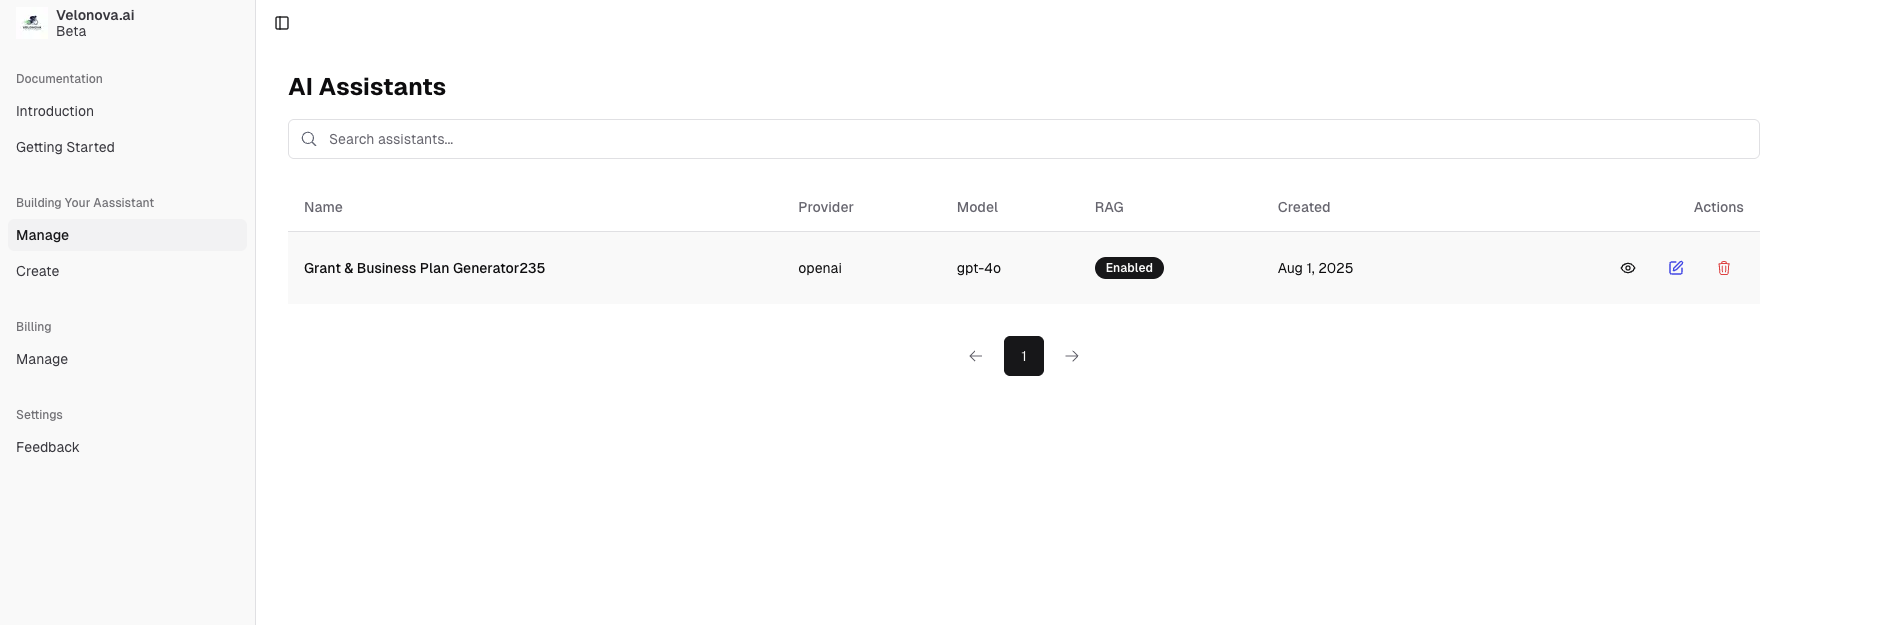 Velonova.ai
Beta
Documentation
Introduction
Getting Started
Building Your Aassistant
Manage
Create
Billing
Manage
Settings
Feedback
AI Assistants
Search assistants...
Name Provider Model RAG Created Actions
Grant & Business Plan Generator235 openai gpt-4o Enabled Aug 1, 2025
1